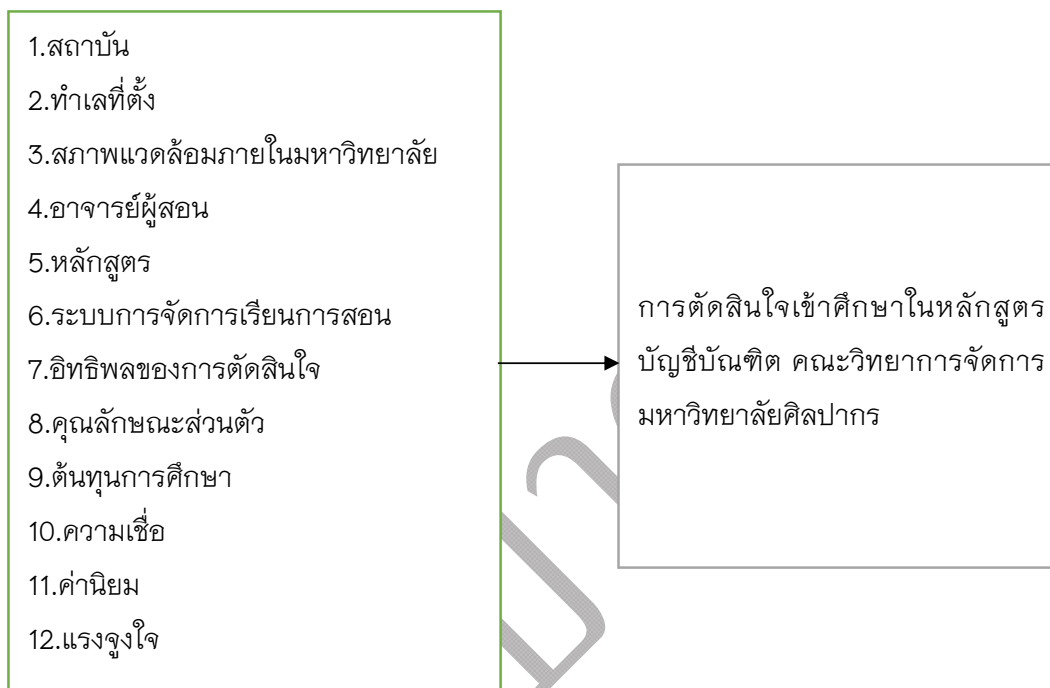 1.สถาบัน
2.ทำเลที่ตั้ง
3.สภาพแวดล้อมภายในมหาวิทยาลัย
4.อาจารย์ผู้สอน
5.หลักสูตร
6.ระบบการจัดการเรียนการสอน
7.อิทธิพลของการตัดสินใจ
8.คุณลักษณะส่วนตัว
9.ต้นทุนการศึกษา
10.ความเชื่อ
11.ค่านิยม
12.แรงจูงใจ
การตัดสินใจเข้าศึกษาในหลักสูตร
บัญชีบัณฑิต คณะวิทยาการจัดการ
มหาวิทยาลัยศิลปากร